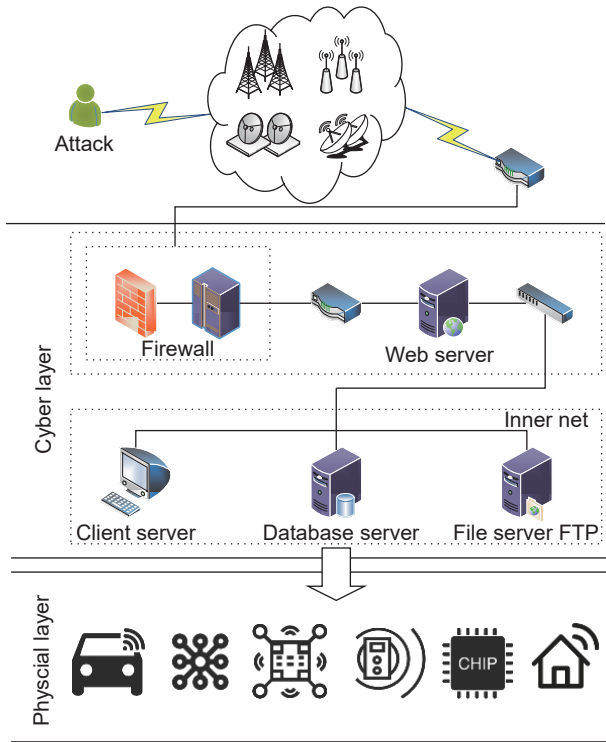 Attack
Firewall
Web server
Cyber layer
Inner net
Client server
Database server
File server FTP
Physcial layer
CHIP